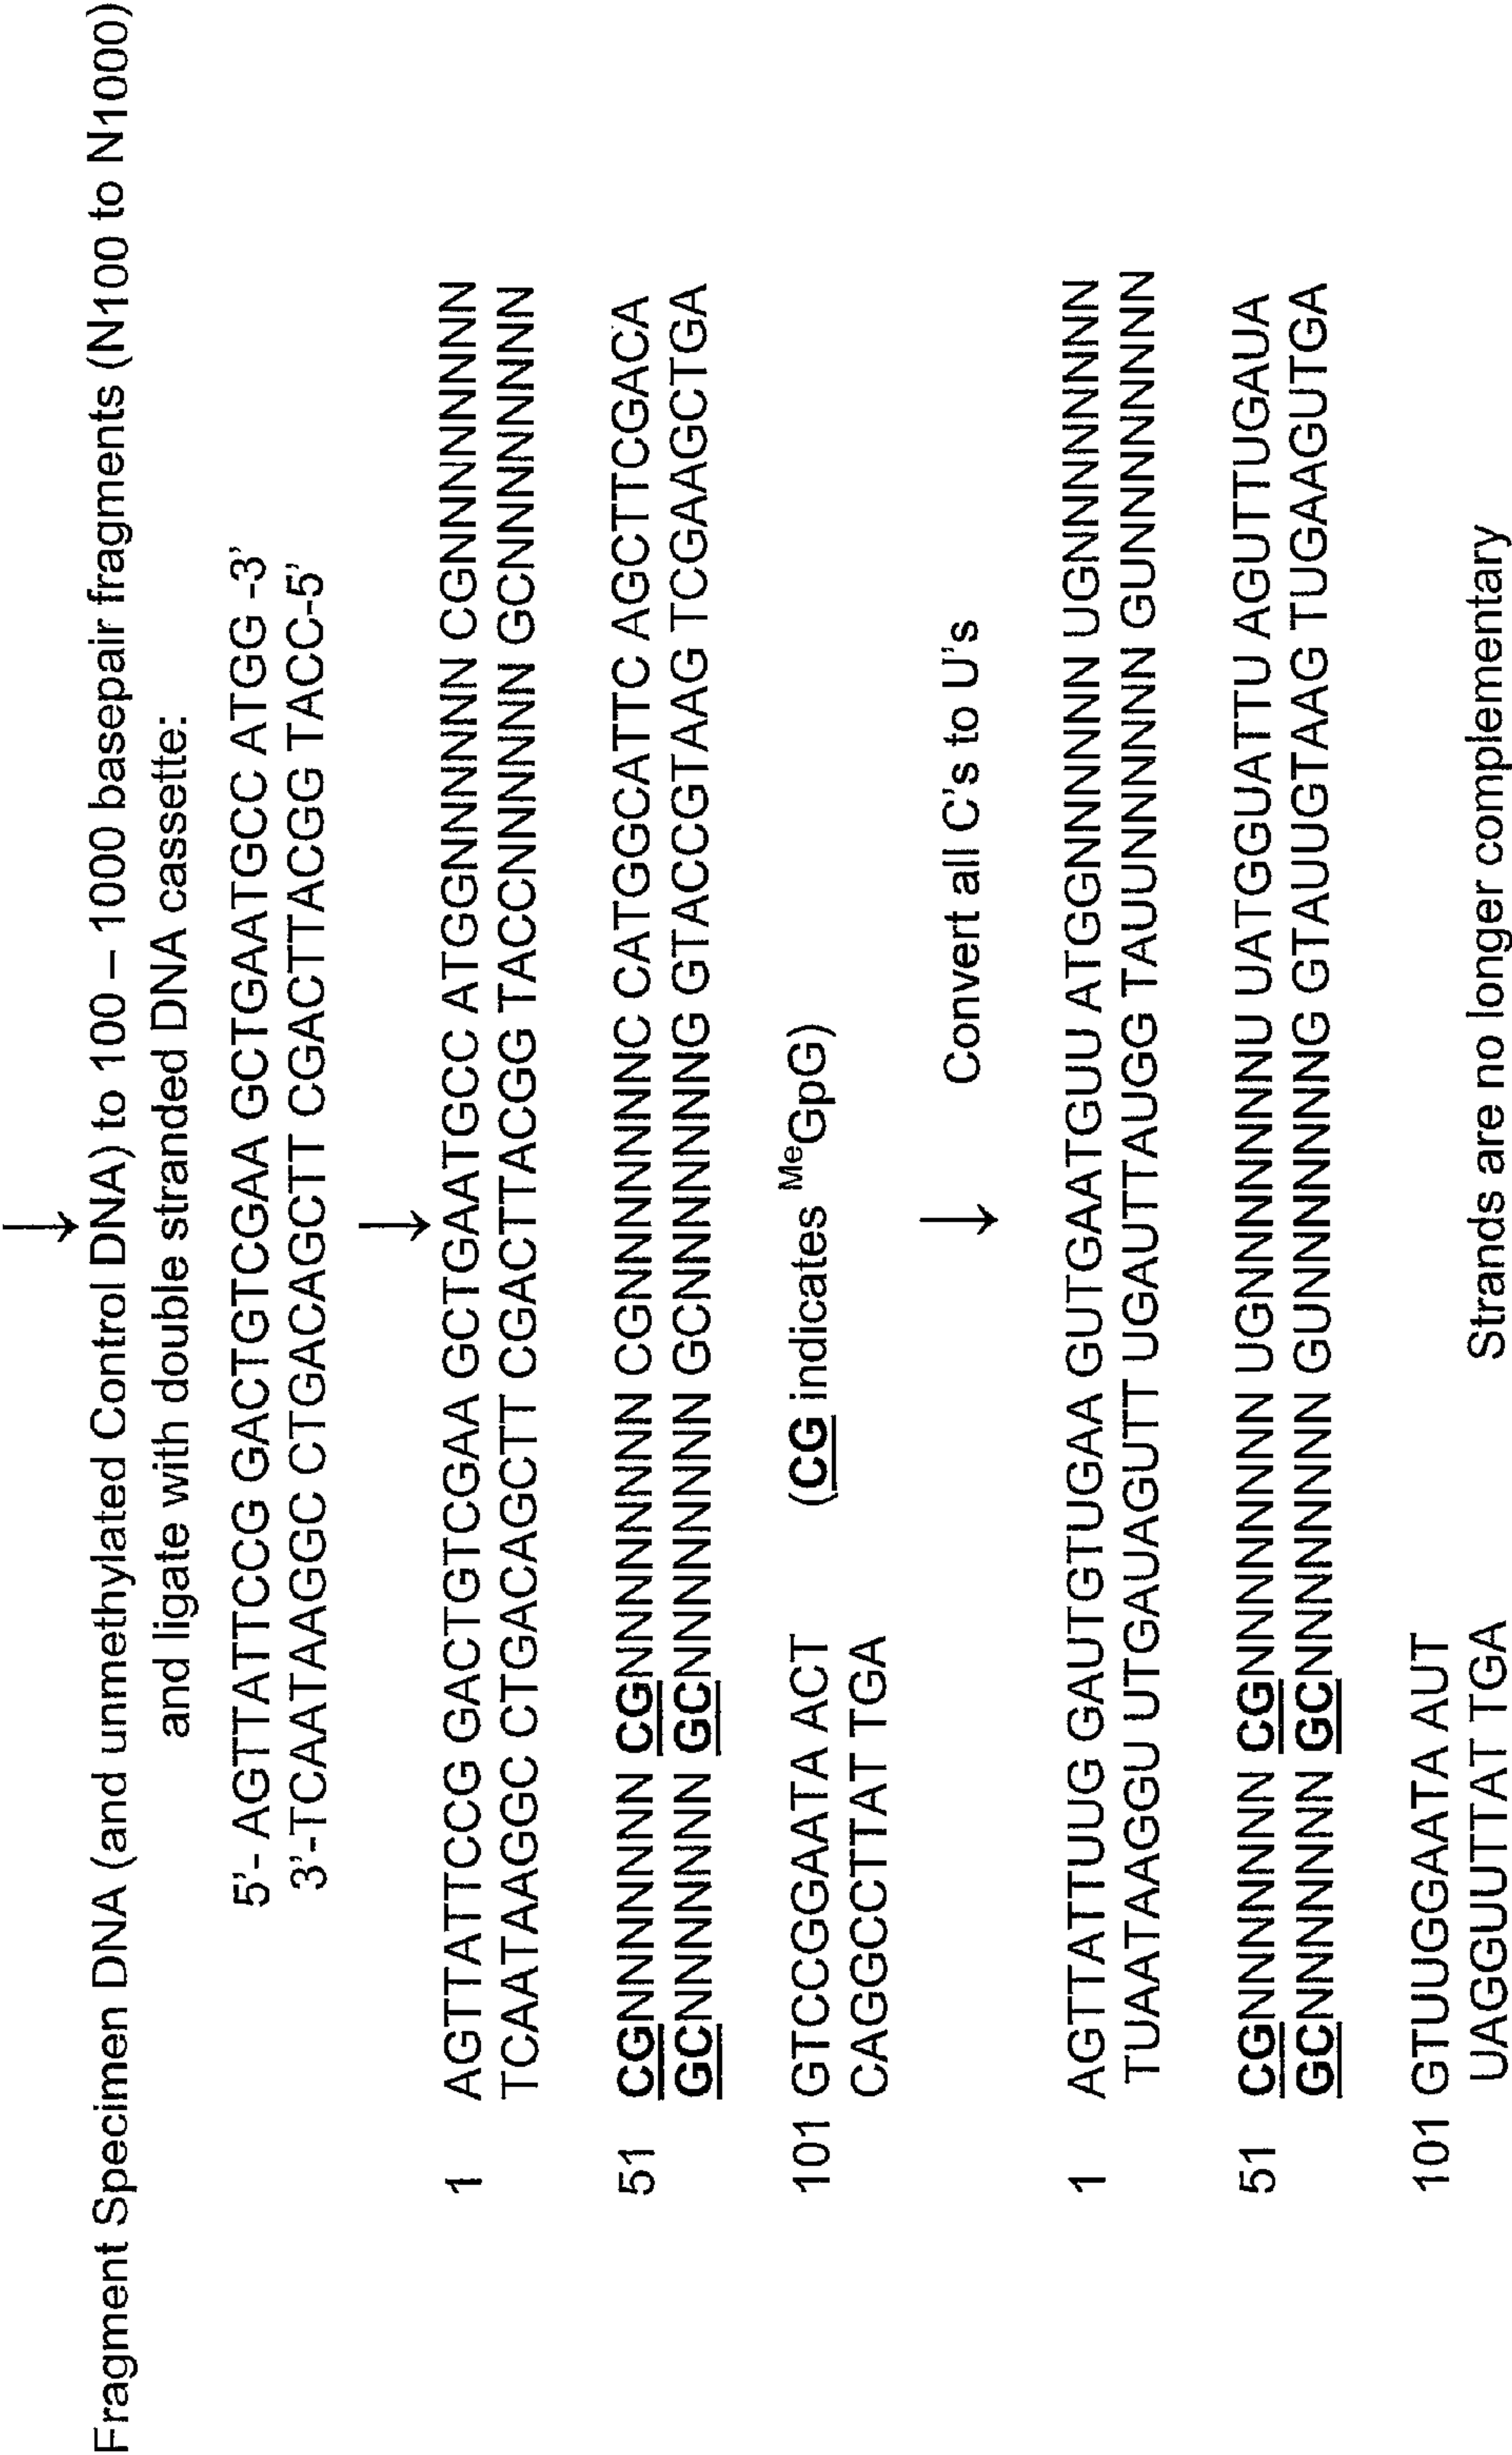 Fragment Specimen DNA (and unmethylated Control DNA) to 100 – 1000 basepair fragments (N100 to N1000)
and ligate with double stranded DNA cassette:
5'- AGTTATTCCG GACTGTCGAA GCTGAATGCC ATGG -3'
3'-TCAATAAGGC CTGACAGCTT CGACTTACGG TACC-5'
1 AGTTATTCCG GACTGTCGAA GCTGAATGCC ATGGNNNNNN CGNNNNNNNN
TCAATAAGGC CTGACAGCTT CGACTTACGG TACCNNNNNN GCNNNNNNNN
51 CGNNNNNNNN CGNNNNNNNN CGNNNNNNNC CATGGCATTC AGCTTCGACA
GCNNNNNNNN GCNNNNNNNN GCNNNNNNNG GTACCGTAAG TCGAAGCTGA
101 GTCCGGAATA ACT (CG indicates MeGpG)
CAGGCCTTAT TGA
Convert all C's to U's
1 AGTTATTUUG GAUTGTUGAA GUTGAATGUU ATGGNNNNNN UGNNNNNNNN
TUAATAAGGU UTGAUAGUTT UGAUTTAUGG TAUUNNNNNN GUNNNNNNNN
51 CGNNNNNNNN CGNNNNNNNN UGNNNNNNNU UATGGUATTU AGUTTUGAUA
GCNNNNNNNN GCNNNNNNNN GUNNNNNNNG GTAUUGTAAG TUGAAGUTGA
101 GTUUGGAATA AUT
UAGGUUTTAT TGA
Strands are no longer complementary